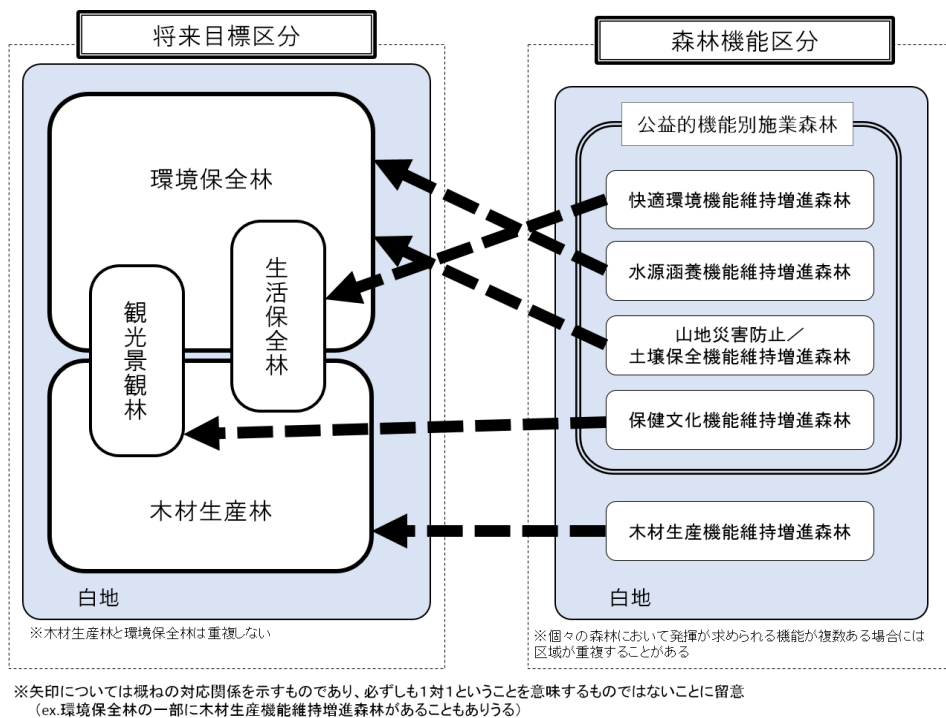 将来目標区分
環境保全林
生活保全林
観光景観林
木材生産林
白地
※木材生産林と環境保全林は重複しない
森林機能区分
公益的機能別施業森林
快適環境機能維持増進森林
水源涵養機能維持増進森林
山地災害防止／
土壌保全機能維持増進森林
保健文化機能維持増進森林
木材生産機能維持増進森林
白地
※個々の森林において発揮が求められる機能が複数ある場合には
区域が重複することがある
※矢印については概ねの対応関係を示すものであり、必ずしも１対１ということを意味するものではないことに留意
（ex.環境保全林の一部に木材生産機能維持増進森林があることもありうる）